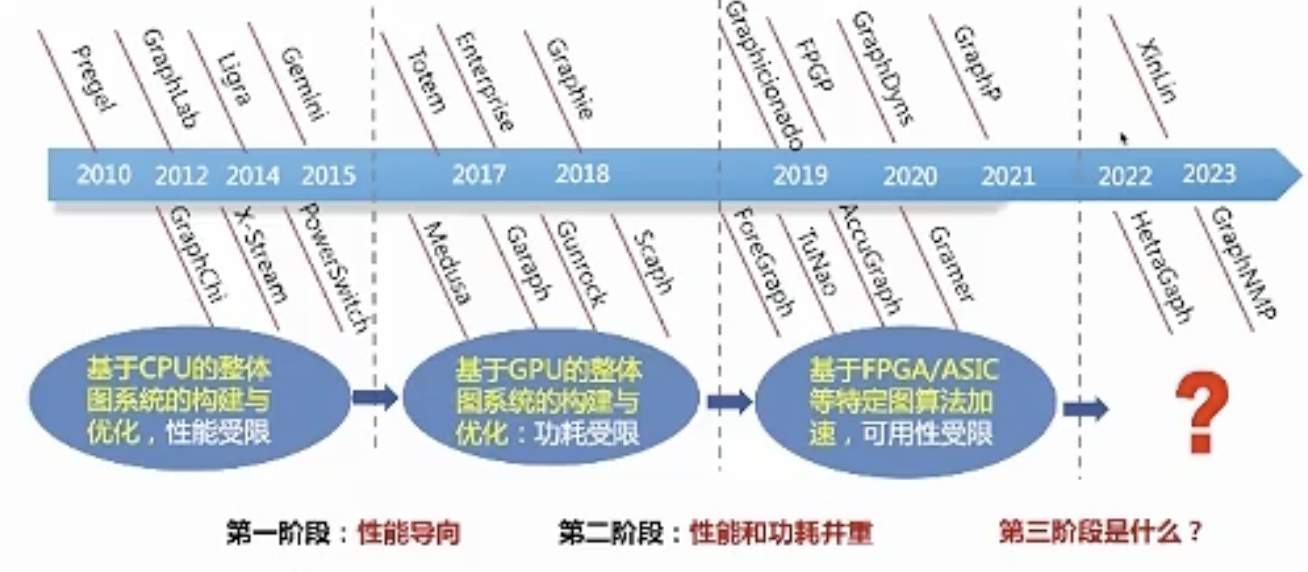 Pregel
GraphLab
Ligra
Gemini
Totem
Enterprise
Graphie
Graphicionado
FPGP
GraphDyns
GraphP
XinLin
2010 2012 2014 2015 2017 2018 2019 2020 2021 2022 2023
GraphChi
X-Stream
PowerSwitch
Medusa
Garaph
Gunrock
Scaph
ForeGraph
TuNao
AccuGraph
Gramer
HetraGaph
GraphNMP
基于CPU的整体
图系统的构建与
优化，性能受限
基于GPU的整体
图系统的构建与
优化：功耗受限
基于FPGA/ASIC
等特定图算法加
速，可用性受限
?
第一阶段：性能导向
第二阶段：性能和功耗并重
第三阶段是什么？